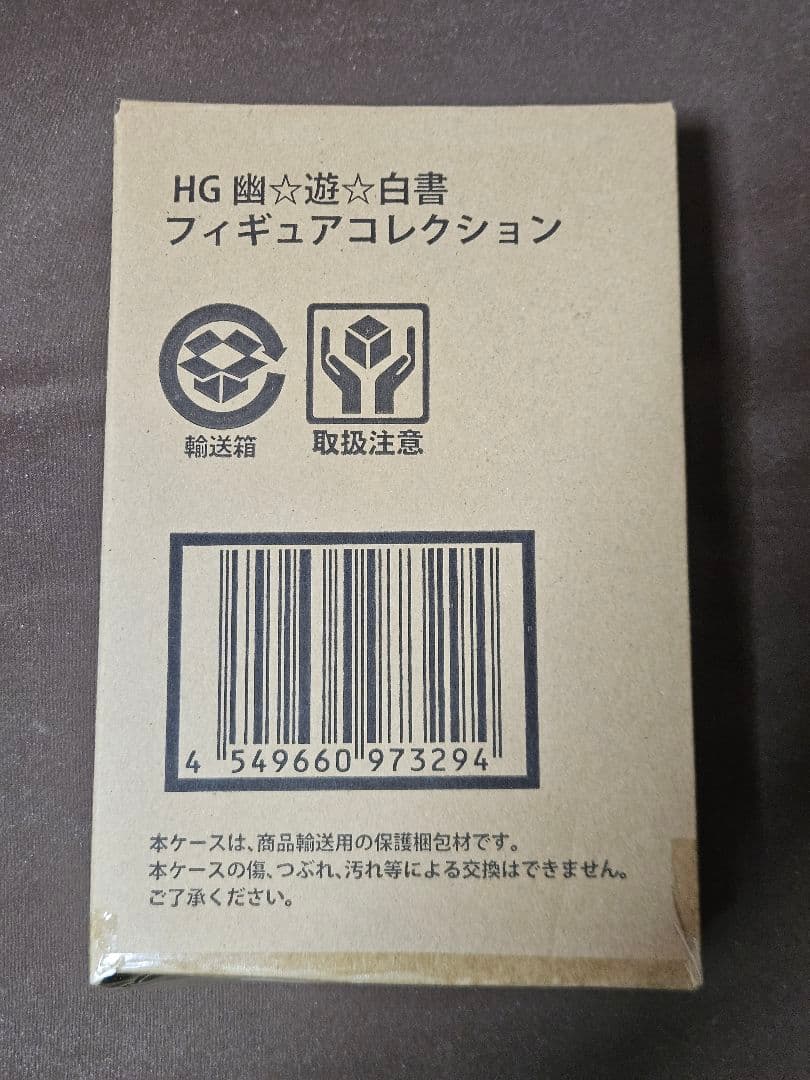 HG 幽☆遊☆白書
フィギュアコレクション
輸送箱
取扱注意
4 549660 973294
本ケースは、商品輸送用の保護梱包材です。
本ケースの傷、つぶれ、汚れ等による交換はできません。
ご了承ください。